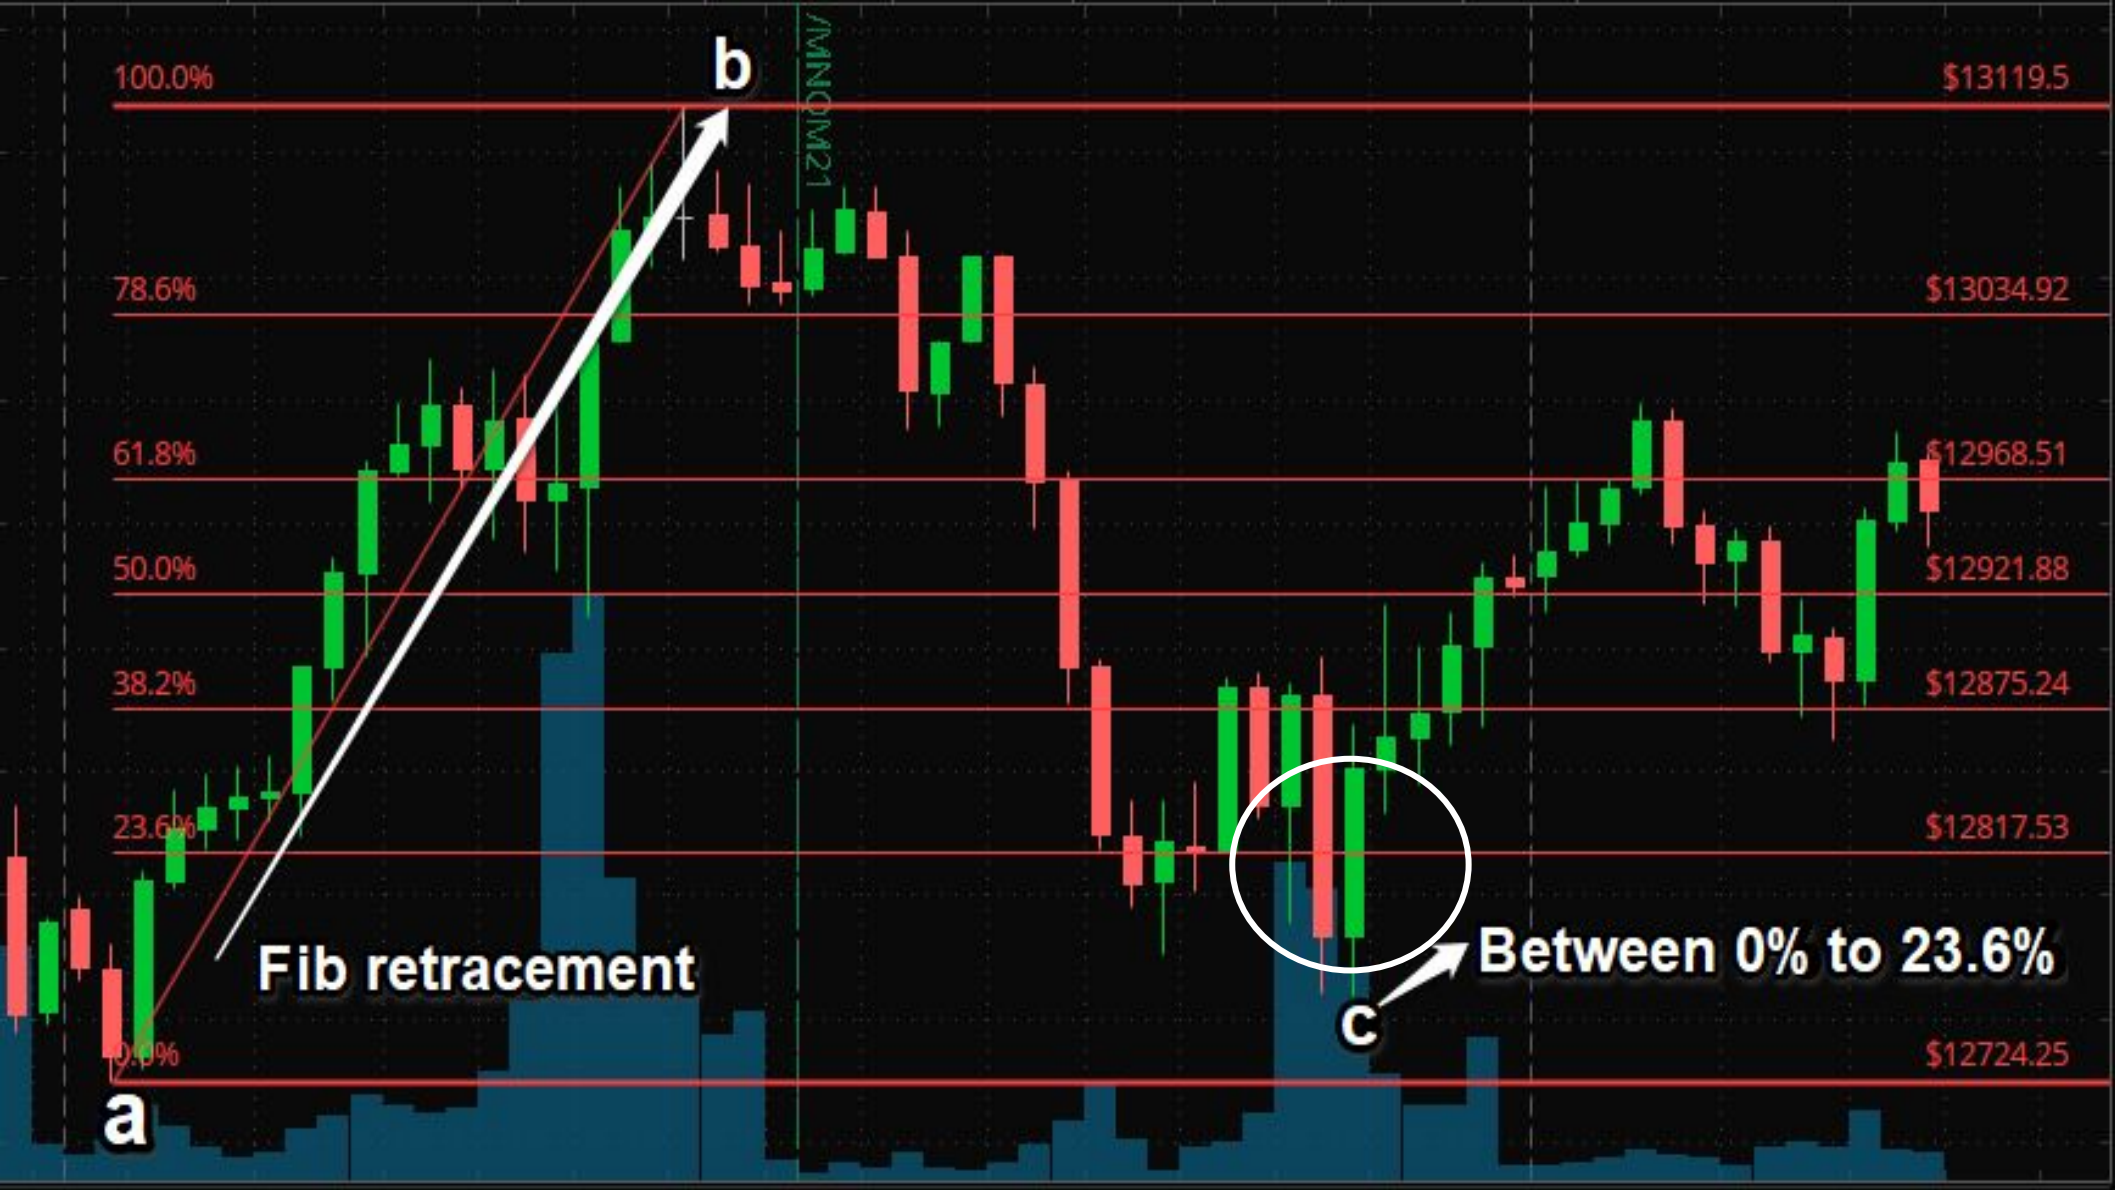 b
/MNQM21
100.0%
$13119.5
78.6%
$13034.92
61.8%
$12968.51
50.0%
$12921.88
38.2%
$12875.24
23.6%
$12817.53
Fib retracement
Between 0% to 23.6%
c
0.0%
$12724.25
a